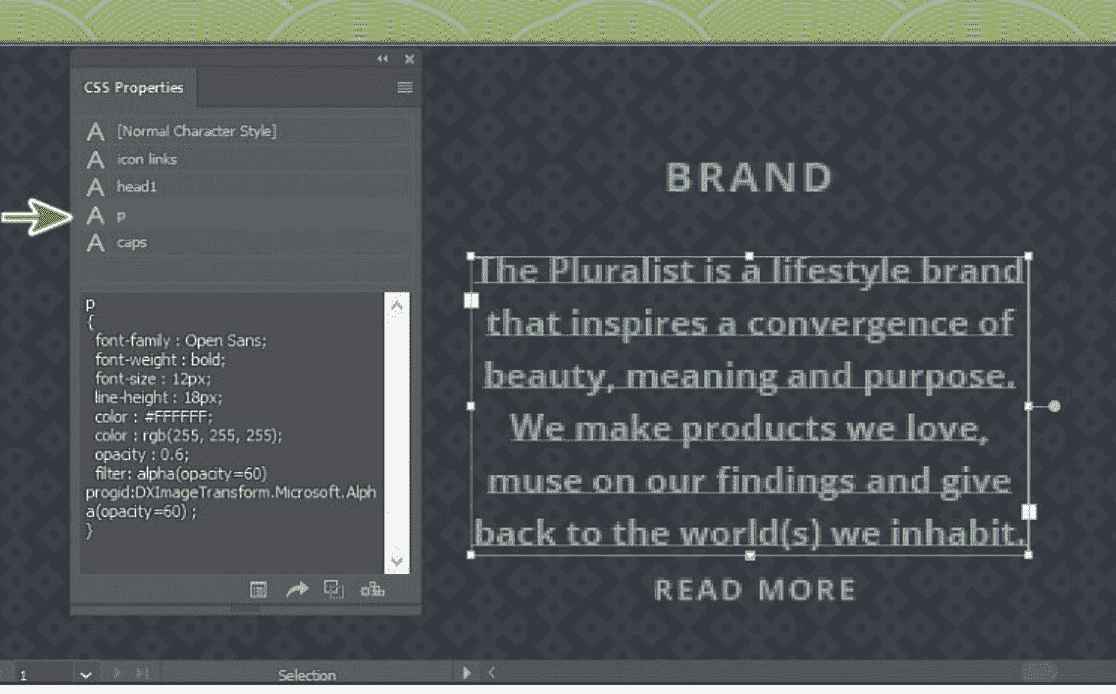 CSS Properties
[Normal Character Style]
icon links
head1
p
caps
p
{
font-family : Open Sans;
font-weight : bold;
font-size : 12px;
line-height : 18px;
color : #FFFFFF;
color : rgb(255, 255, 255);
opacity : 0.6;
filter: alpha(opacity=60)
progid:DXImageTransform.Microsoft.Alph
a(opacity=60) ;
}
BRAND
The Pluralist is a lifestyle brand
that inspires a convergence of
beauty, meaning and purpose.
We make products we love,
muse on our findings and give
back to the world(s) we inhabit.
READ MORE
1
Selection